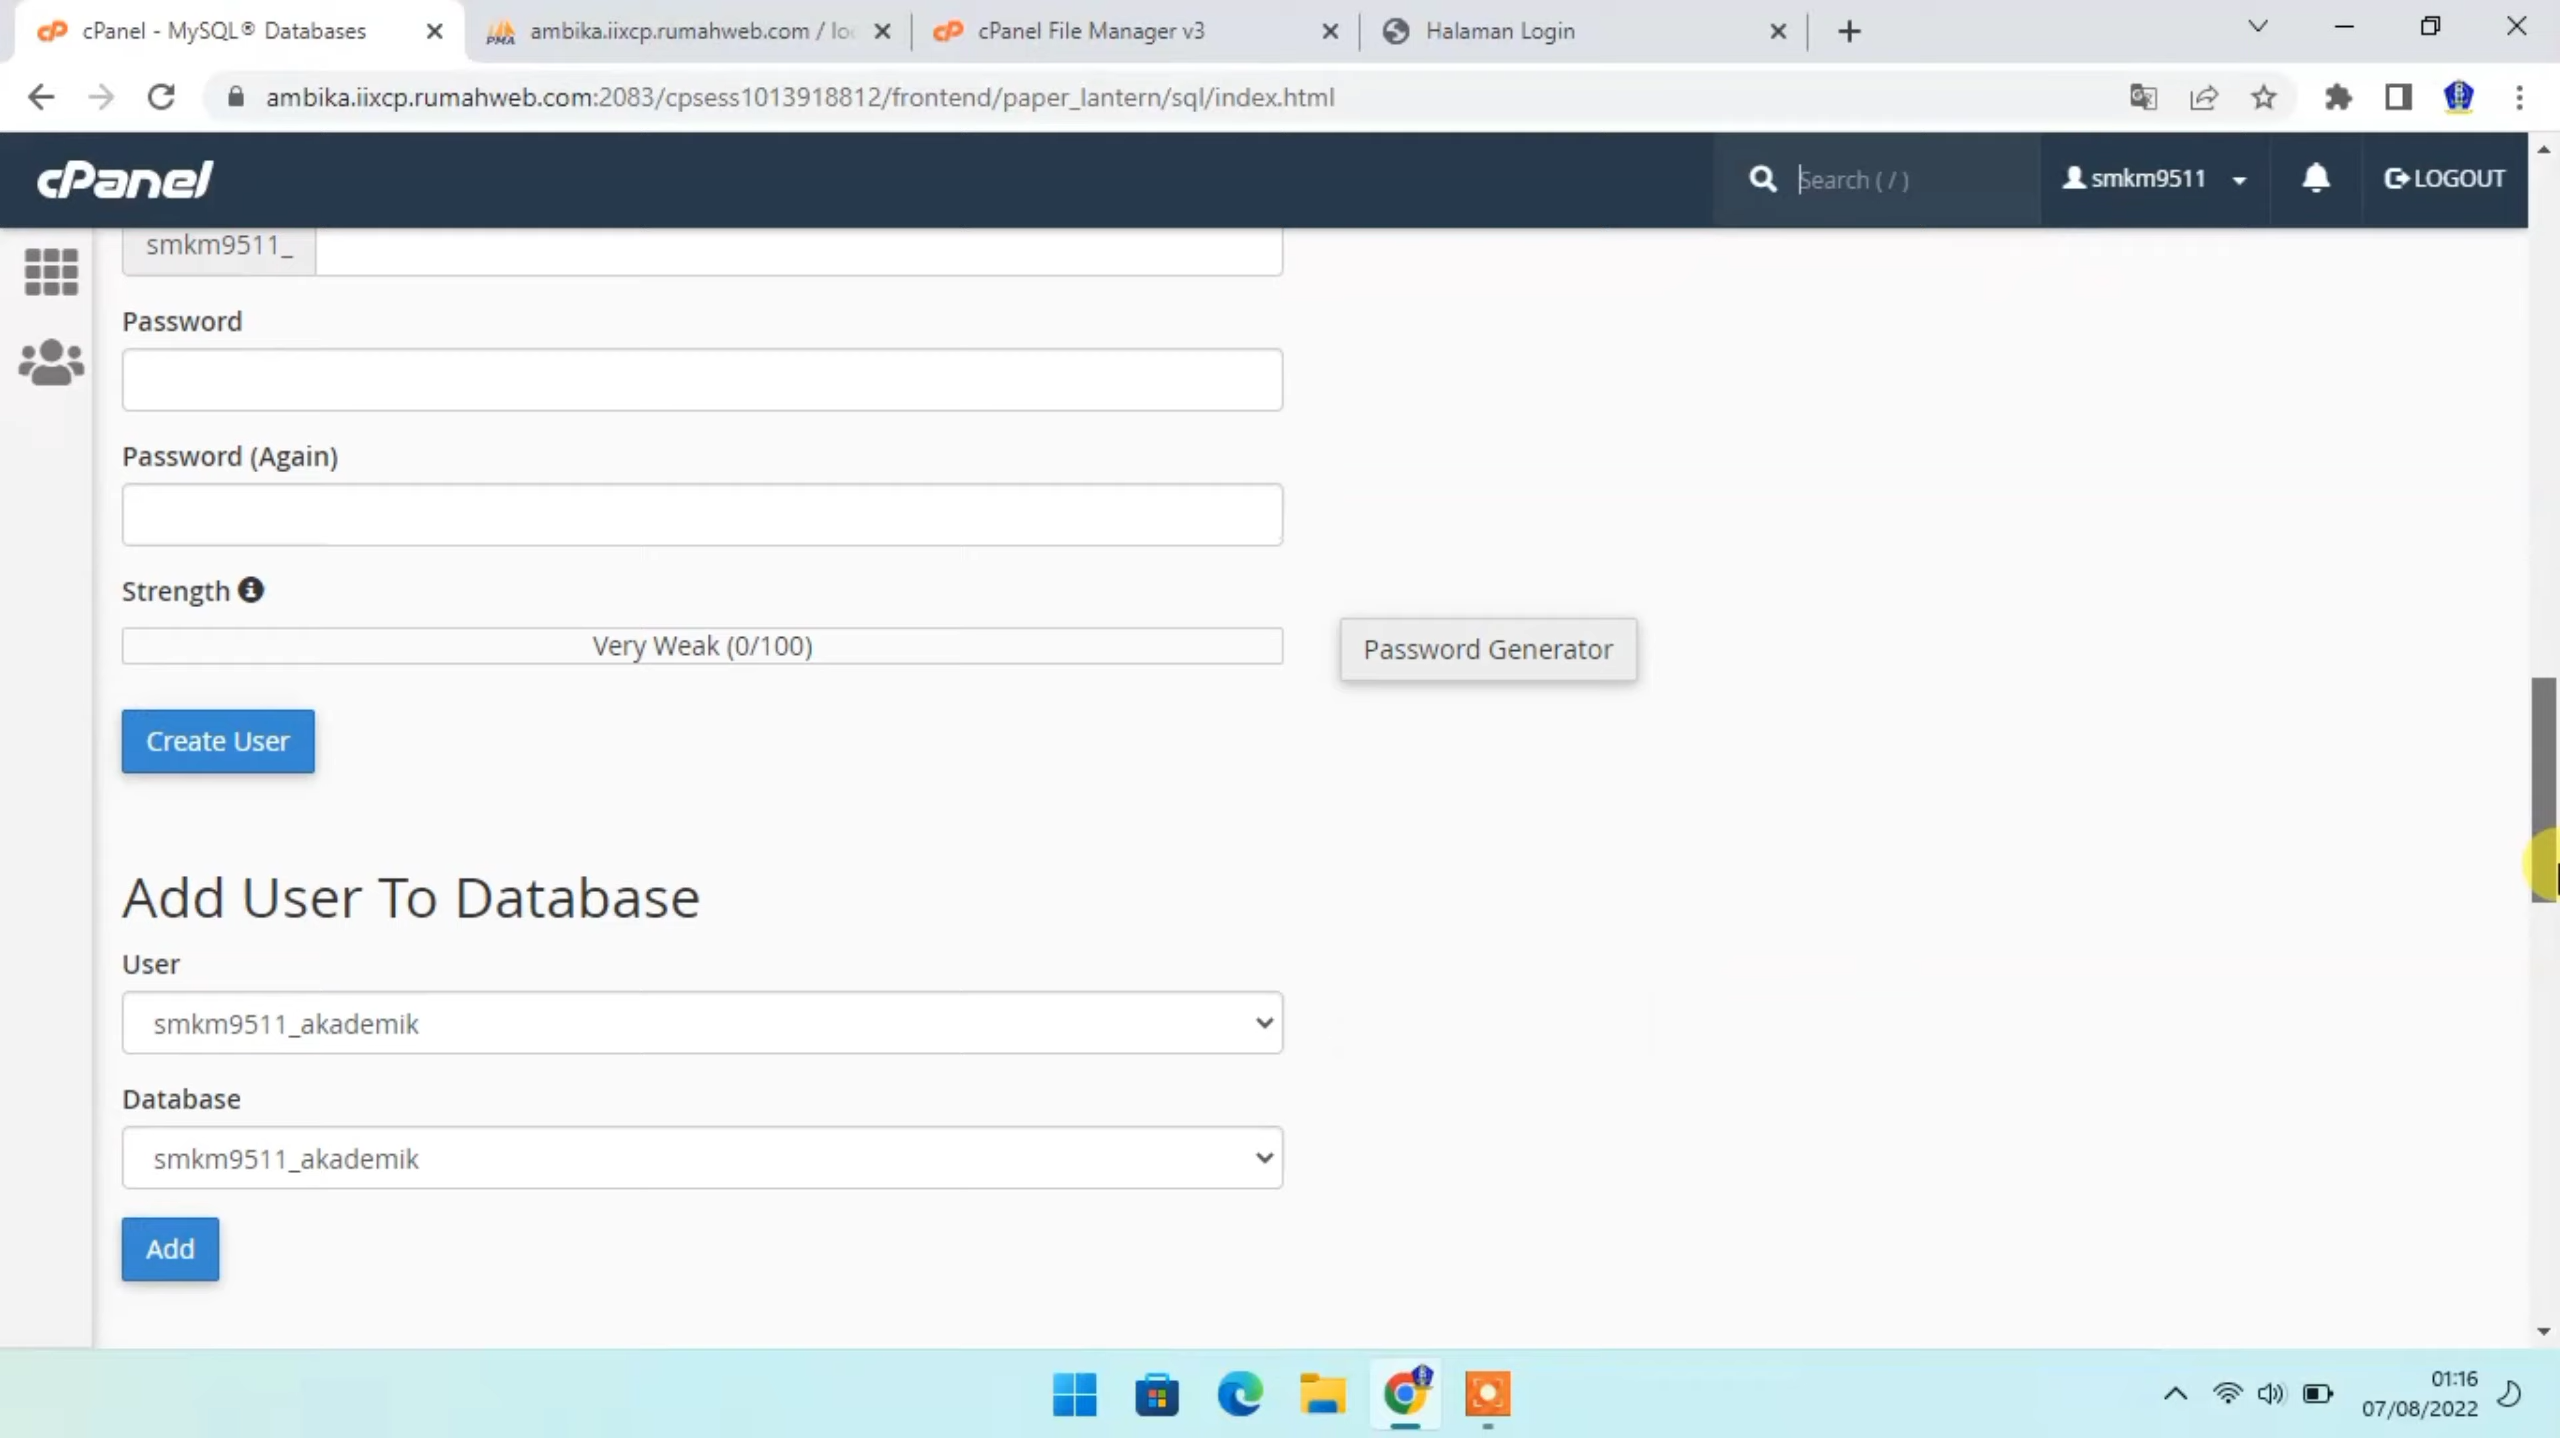 cPanel - MySQL® Databases
ambika.iixcp.rumahweb.com / loc
cPanel File Manager v3
Halaman Login
ambika.iixcp.rumahweb.com:2083/cpsess1013918812/frontend/paper_lantern/sql/index.html
cPanel
Search ( / )
smkm9511
LOGOUT
smkm9511_
Password
Password (Again)
Strength
Very Weak (0/100)
Password Generator
Create User
Add User To Database
User
smkm9511_akademik
Database
smkm9511_akademik
Add
01:16
07/08/2022